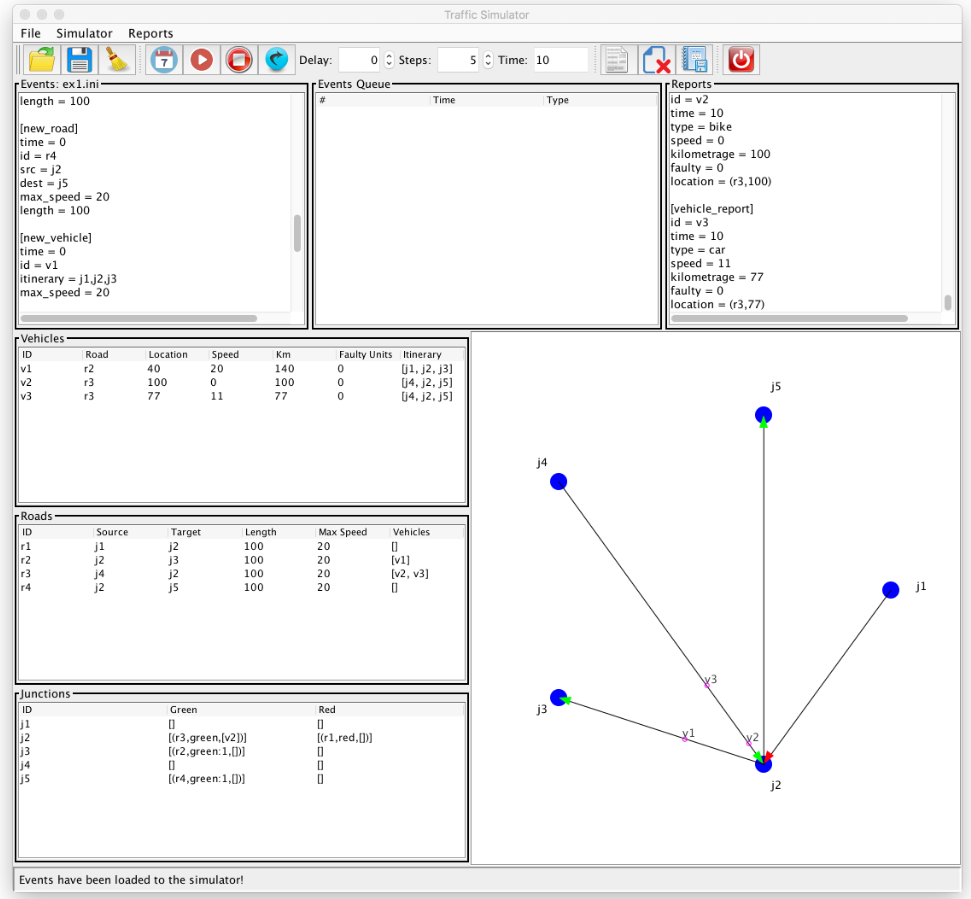 Traffic Simulator
File Simulator Reports
7
Delay: 0 Steps: 5 Time: 10
Events: ex1.ini
length = 100
[new_road]
time = 0
id = r4
src = j2
dest = j5
max_speed = 20
length = 100
[new_vehicle]
time = 0
id = v1
itinerary = j1,j2,j3
max_speed = 20
Events Queue
# Time Type
Reports
id = v2
time = 10
type = bike
speed = 0
kilometrage = 100
faulty = 0
location = (r3,100)
[vehicle_report]
id = v3
time = 10
type = car
speed = 11
kilometrage = 77
faulty = 0
location = (r3,77)
Vehicles
ID Road Location Speed Km Faulty Units Itinerary
v1 r2 40 20 140 0 [j1, j2, j3]
v2 r3 100 0 100 0 [j4, j2, j5]
v3 r3 77 11 77 0 [j4, j2, j5]
Roads
ID Source Target Length Max Speed Vehicles
r1 j1 j2 100 20 []
r2 j2 j3 100 20 [v1]
r3 j4 j2 100 20 [v2, v3]
r4 j2 j5 100 20 []
Junctions
ID Green Red
j1 [] []
j2 [(r3,green,[v2])] [(r1,red,[])]
j3 [(r2,green:1,[])] []
j4 [] []
j5 [(r4,green:1,[])] []
j5
j4
j1
v3
j3
v1
v2
j2
Events have been loaded to the simulator!